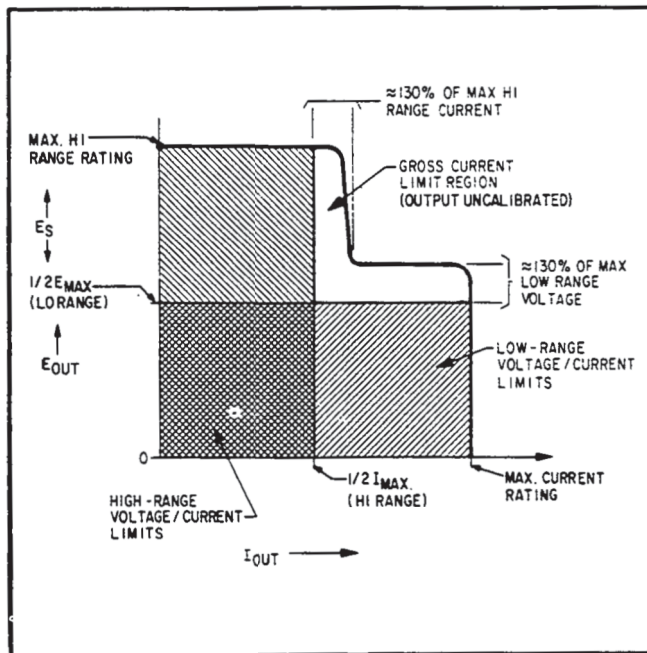 ≈130% OF MAX HI
RANGE CURRENT
MAX. HI
RANGE RATING
GROSS CURRENT
LIMIT REGION
(OUTPUT UNCALIBRATED)
ES
1/2EMAX
(LO RANGE)
≈130% OF MAX
LOW RANGE
VOLTAGE
EOUT
LOW-RANGE
VOLTAGE/CURRENT
LIMITS
0
1/2 IMAX.
(HI RANGE)
MAX. CURRENT
RATING
HIGH-RANGE
VOLTAGE/CURRENT
LIMITS
IOUT